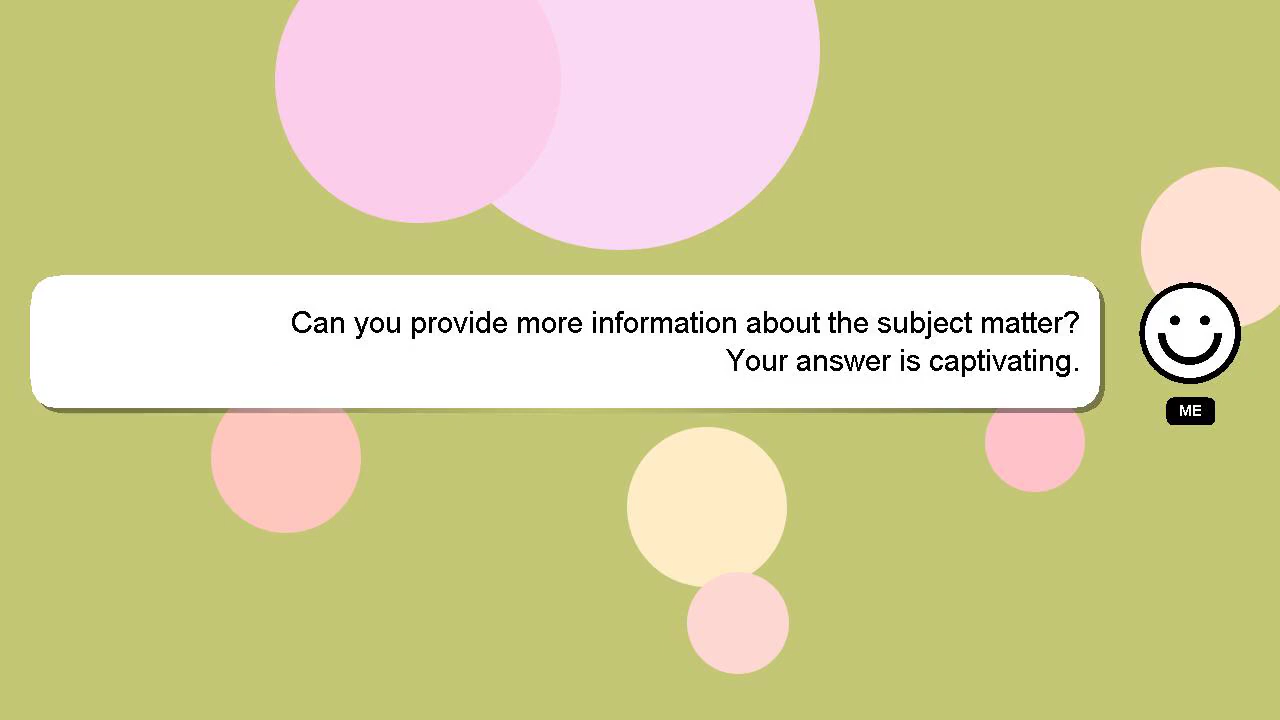 Can you provide more information about the subject matter?
Your answer is captivating.
ME